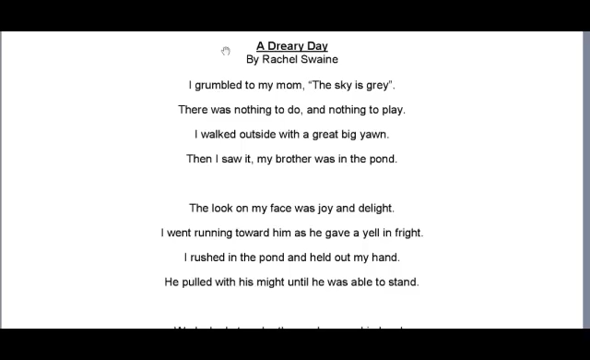 A Dreary Day
By Rachel Swaine
I grumbled to my mom, “The sky is grey”.
There was nothing to do, and nothing to play.
I walked outside with a great big yawn.
Then I saw it, my brother was in the pond.
The look on my face was joy and delight.
I went running toward him as he gave a yell in fright.
I rushed in the pond and held out my hand.
He pulled with his might until he was able to stand.